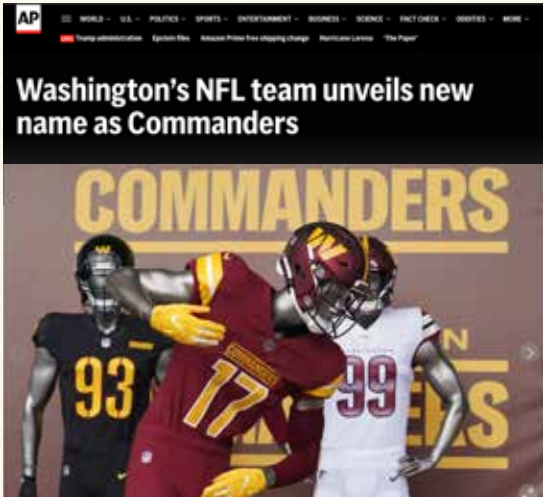 AP
WORLD U.S. POLITICS SPORTS ENTERTAINMENT BUSINESS SCIENCE FACT CHECK ODDITIES MORE
LIVE Trump administration Epstein files Amazon Prime free shipping change Hurricane Lorena "The Paper"
Washington's NFL team unveils new
name as Commanders
COMMANDERS
W
COMMANDERS
93
17
99
N
ERS